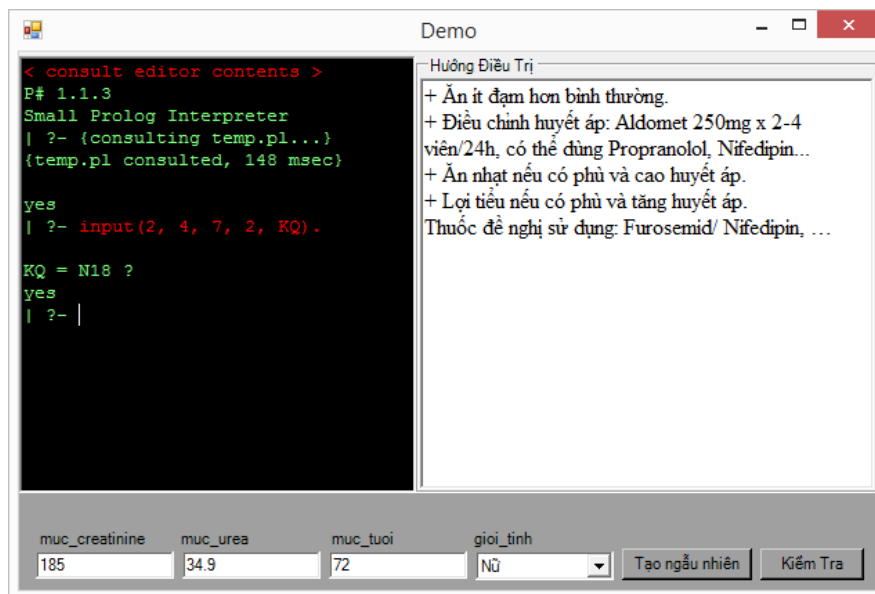 Demo
< consult editor contents >
P# 1.1.3
Small Prolog Interpreter
| ?- {consulting temp.pl...}
{temp.pl consulted, 148 msec}
yes
| ?- input(2, 4, 7, 2, KQ).
KQ = N18 ?
yes
| ?-
Hướng Điều Trị
+ Ăn ít đạm hơn bình thường.
+ Điều chỉnh huyết áp: Aldomet 250mg x 2-4
viên/24h, có thể dùng Propranolol, Nifedipin...
+ Ăn nhạt nếu có phù và cao huyết áp.
+ Lợi tiểu nếu có phù và tăng huyết áp.
Thuốc đề nghị sử dụng: Furosemid/ Nifedipin, …
muc_creatinine muc_urea muc_tuoi gioi_tinh
185 34.9 72 Nữ Tạo ngẫu nhiên Kiểm Tra